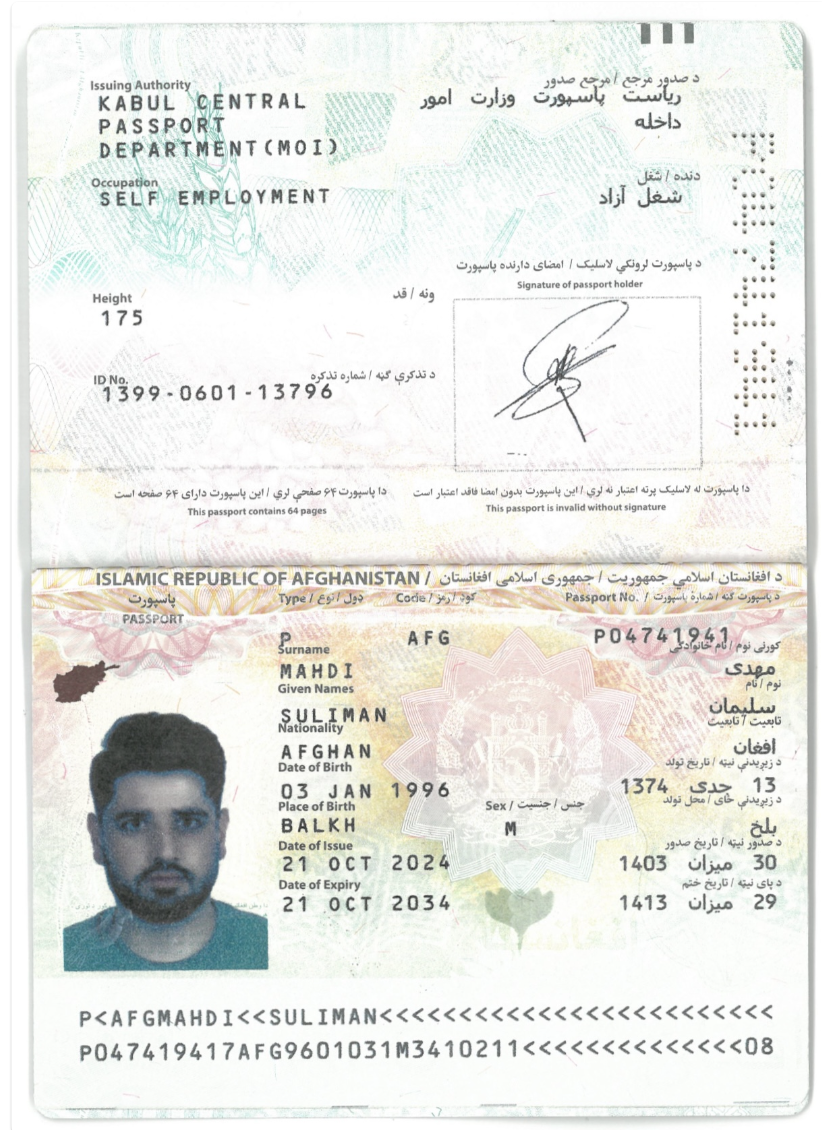 Issuing Authority
د صدور مرجع / مرجع صدور
KABUL CENTRAL
PASSPORT
DEPARTMENT(MOI)
ریاست پاسپورت وزارت امور
داخله
Occupation
دنده / شغل
SELF EMPLOYMENT
شغل آزاد
د پاسپورت لرونکي لاسلیک / امضای دارنده پاسپورت
Signature of passport holder
Height
ونه / قد
175
ID No.
د تذکرې گڼه / شماره تذکره
1399-0601-13796
دا پاسپورت ۶۴ صفحې لري / این پاسپورت دارای ۶۴ صفحه است
This passport contains 64 pages
دا پاسپورت له لاسلیک پرته اعتبار نه لري / این پاسپورت بدون امضا فاقد اعتبار است
This passport is invalid without signature
ISLAMIC REPUBLIC OF AFGHANISTAN / د افغانستان اسلامي جمهوریت / جمهوری اسلامی افغانستان
پاسپورت
PASSPORT
Type / ډول / نوع
Code / کوډ / رمز
Passport No. / د پاسپورت گڼه / شمارهٔ پاسپورت
P
AFG
P04741941
Surname
کورنی نوم / نام خانوادگی
MAHDI
مهدی
Given Names
نوم / نام
SULIMAN
سلیمان
Nationality
تابعیت / تابعیت
AFGHAN
افغان
Date of Birth
د زېږېدنې نېټه / تاریخ تولد
03 JAN 1996
13 جدی 1374
Place of Birth
Sex / جنس / جنسیت
د زېږېدنې ځای / محل تولد
BALKH
M
بلخ
Date of Issue
د صدور نېټه / تاریخ صدور
21 OCT 2024
30 میزان 1403
Date of Expiry
د پای نېټه / تاریخ ختم
21 OCT 2034
29 میزان 1413
P<AFGMAHDI<<SULIMAN<<<<<<<<<<<<<<<<<<<<<<<<<
P047419417AFG9601031M3410211<<<<<<<<<<<<<<08